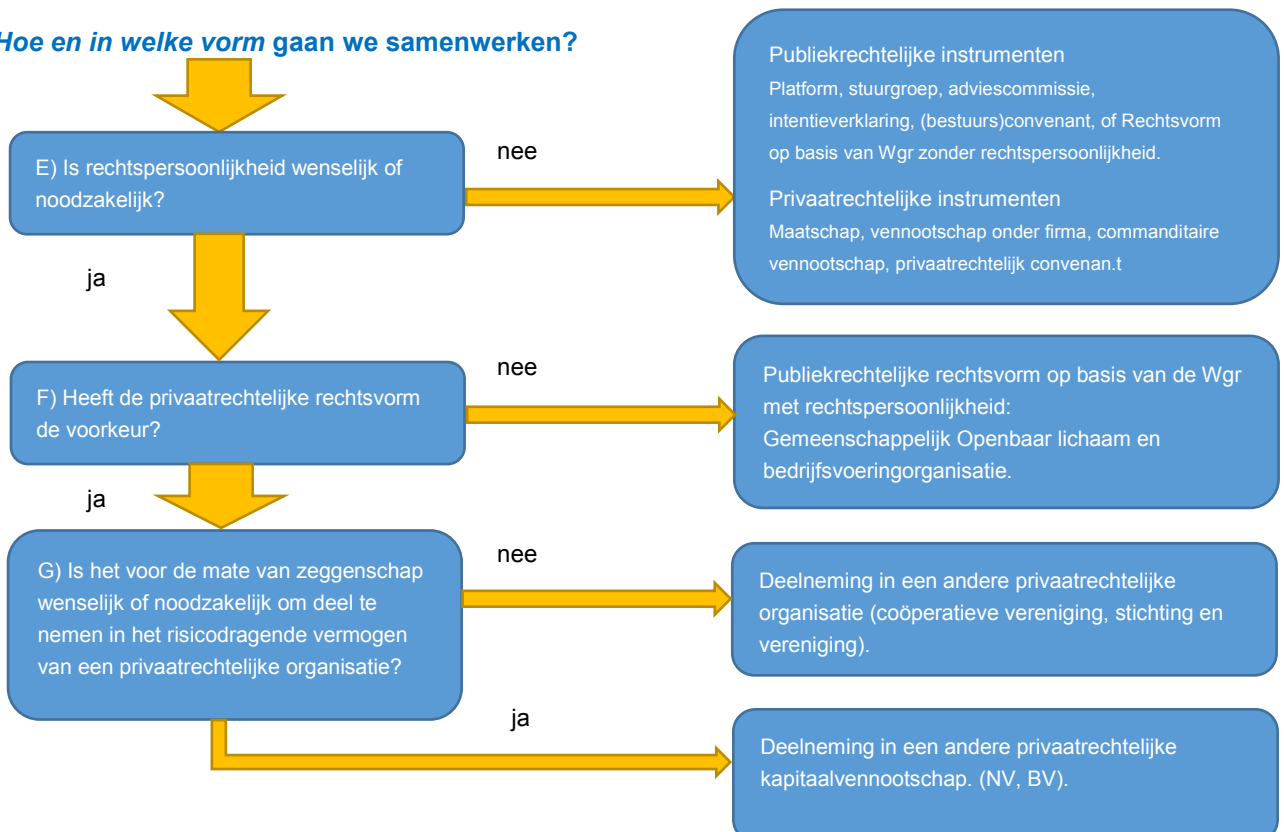 Hoe en in welke vorm gaan we samenwerken?
E) Is rechtspersoonlijkheid wenselijk of
noodzakelijk?
nee
Publiekrechtelijke instrumenten
Platform, stuurgroep, adviescommissie,
intentieverklaring, (bestuurs)convenant, of Rechtsvorm
op basis van Wgr zonder rechtspersoonlijkheid.
Privaatrechtelijke instrumenten
Maatschap, vennootschap onder firma, commanditaire
vennootschap, privaatrechtelijk convenan.t
ja
F) Heeft de privaatrechtelijke rechtsvorm
de voorkeur?
nee
Publiekrechtelijke rechtsvorm op basis van de Wgr
met rechtspersoonlijkheid:
Gemeenschappelijk Openbaar lichaam en
bedrijfsvoeringorganisatie.
ja
G) Is het voor de mate van zeggenschap
wenselijk of noodzakelijk om deel te
nemen in het risicodragende vermogen
van een privaatrechtelijke organisatie?
nee
Deelneming in een andere privaatrechtelijke
organisatie (coöperatieve vereniging, stichting en
vereniging).
ja
Deelneming in een andere privaatrechtelijke
kapitaalvennootschap. (NV, BV).